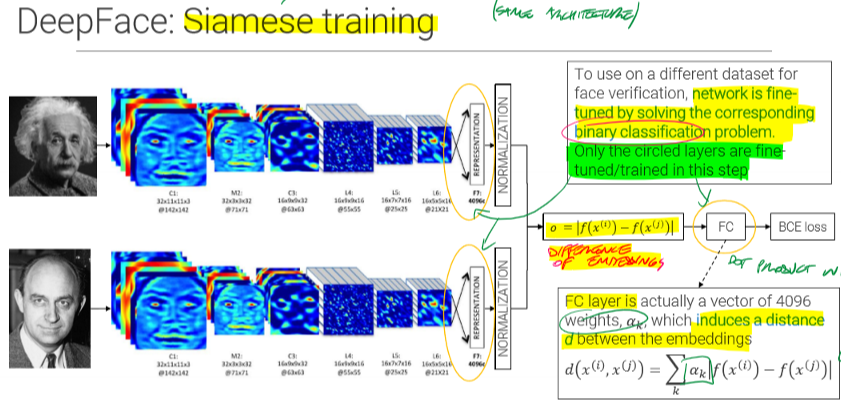 DeepFace: Siamese training
(SAME ARCHITECTURE)
To use on a different dataset for
face verification, network is fine-
tuned by solving the corresponding
binary classification problem.
Only the circled layers are fine-
tuned/trained in this step
REPRESENTATION
NORMALIZATION
C1:
32x11x11x3
@142x142
M2:
32x3x3x32
@71x71
C3:
16x9x9x32
@63x63
L4:
16x9x9x16
@55x55
L5:
16x7x7x16
@25x25
L6:
16x5x5x16
@21x21
F7:
4096d
o = |f(x⁽ⁱ⁾) − f(x⁽ʲ⁾)|
FC
BCE loss
DIFFERENCE
OF EMBEDDINGS
DOT PRODUCT
REPRESENTATION
NORMALIZATION
C1:
32x11x11x3
@142x142
M2:
32x3x3x32
@71x71
C3:
16x9x9x32
@63x63
L4:
16x9x9x16
@55x55
L5:
16x7x7x16
@25x25
L6:
16x5x5x16
@21x21
F7:
4096d
FC layer is actually a vector of 4096
weights, αₖ, which induces a distance
d between the embeddings
d(x⁽ⁱ⁾, x⁽ʲ⁾) = ∑ αₖ|f(x⁽ⁱ⁾) − f(x⁽ʲ⁾)|
k